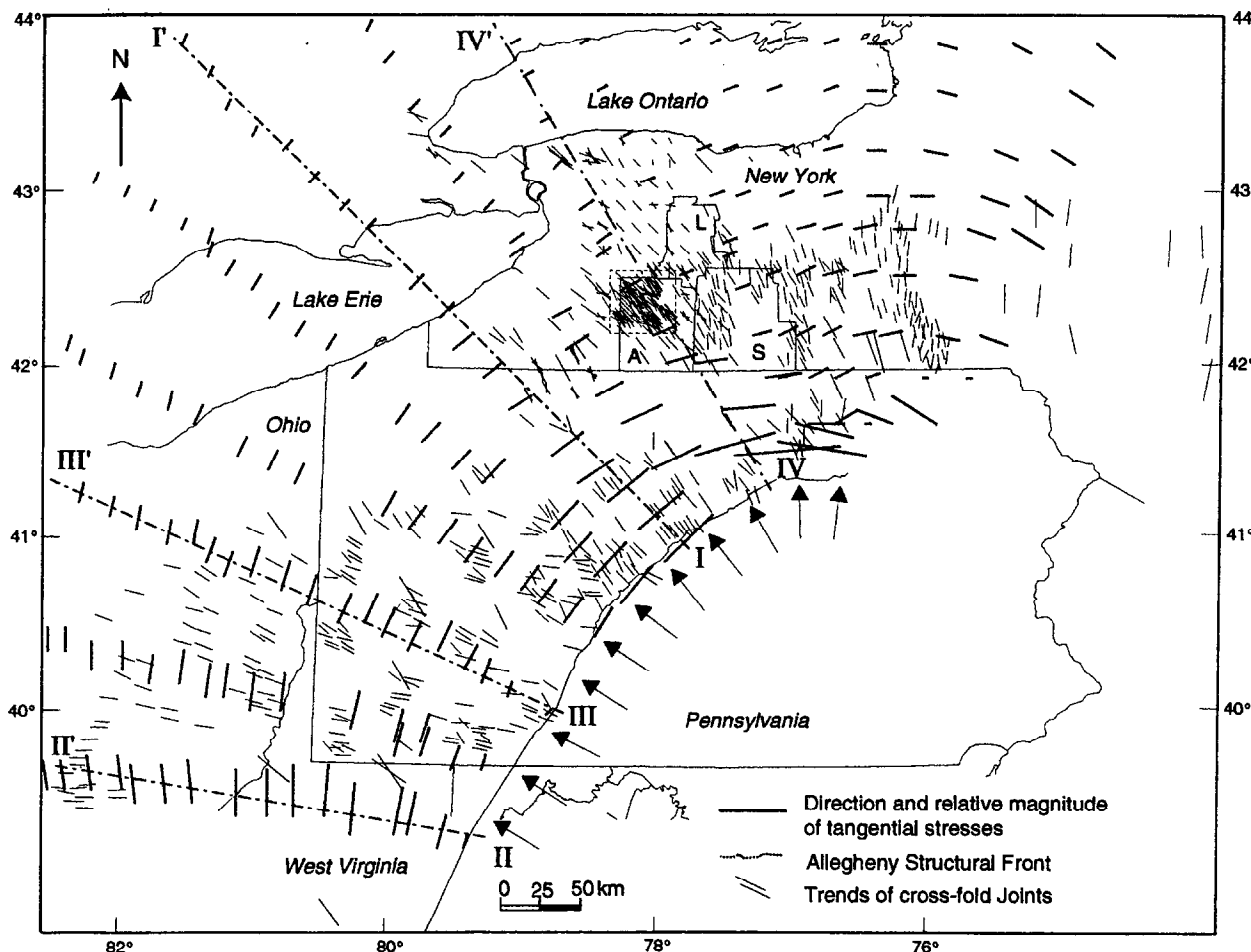 44°
44
I'
IV'
N
Lake Ontario
43°
43°
New York
L
Lake Erie
42°
A
S
42°
Ohio
III'
IV
41°
41°
I
40°
III
Pennsylvania
40°
II'
Direction and relative magnitude
of tangential stresses
West Virginia
II
Allegheny Structural Front
0 25 50 km
Trends of cross-fold Joints
82°
80°
78°
76°